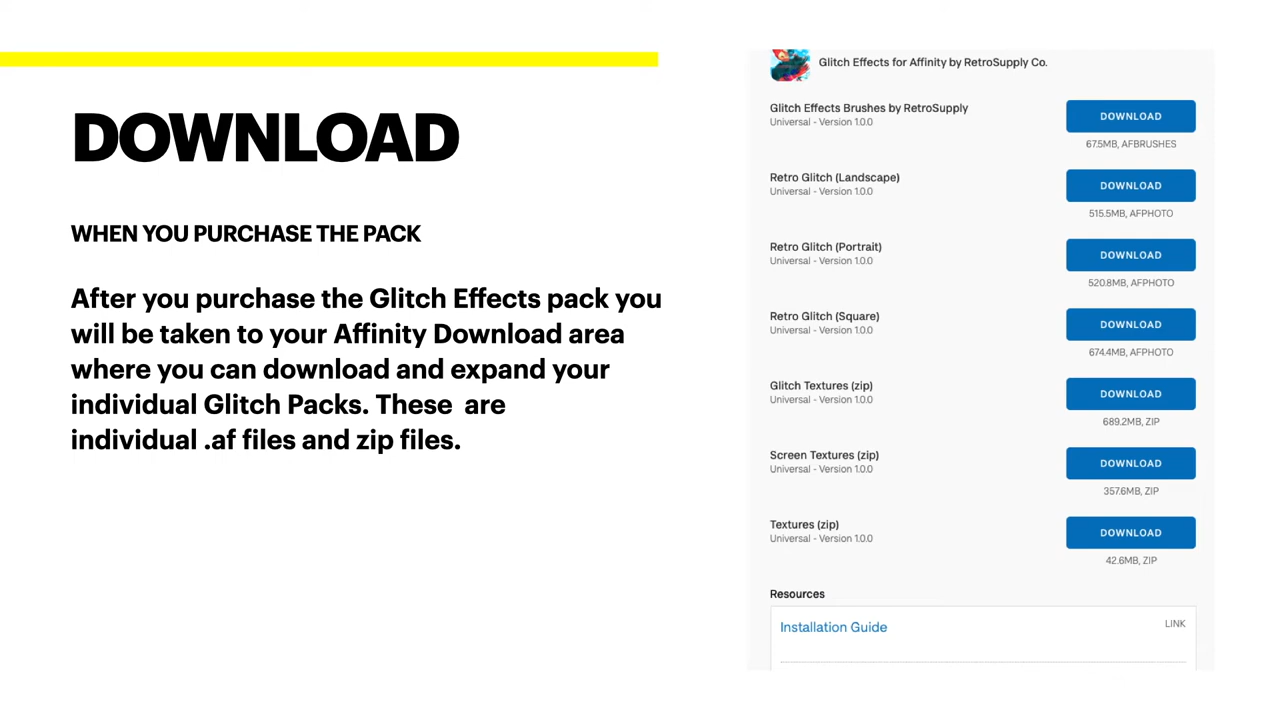 DOWNLOAD
WHEN YOU PURCHASE THE PACK
After you purchase the Glitch Effects pack you
will be taken to your Affinity Download area
where you can download and expand your
individual Glitch Packs. These  are
individual .af files and zip files.
Glitch Effects for Affinity by RetroSupply Co.
Glitch Effects Brushes by RetroSupply
Universal - Version 1.0.0
DOWNLOAD
67.5MB, AFBRUSHES
Retro Glitch (Landscape)
Universal - Version 1.0.0
DOWNLOAD
515.5MB, AFPHOTO
Retro Glitch (Portrait)
Universal - Version 1.0.0
DOWNLOAD
520.8MB, AFPHOTO
Retro Glitch (Square)
Universal - Version 1.0.0
DOWNLOAD
674.4MB, AFPHOTO
Glitch Textures (zip)
Universal - Version 1.0.0
DOWNLOAD
689.2MB, ZIP
Screen Textures (zip)
Universal - Version 1.0.0
DOWNLOAD
357.6MB, ZIP
Textures (zip)
Universal - Version 1.0.0
DOWNLOAD
42.6MB, ZIP
Resources
Installation Guide
LINK